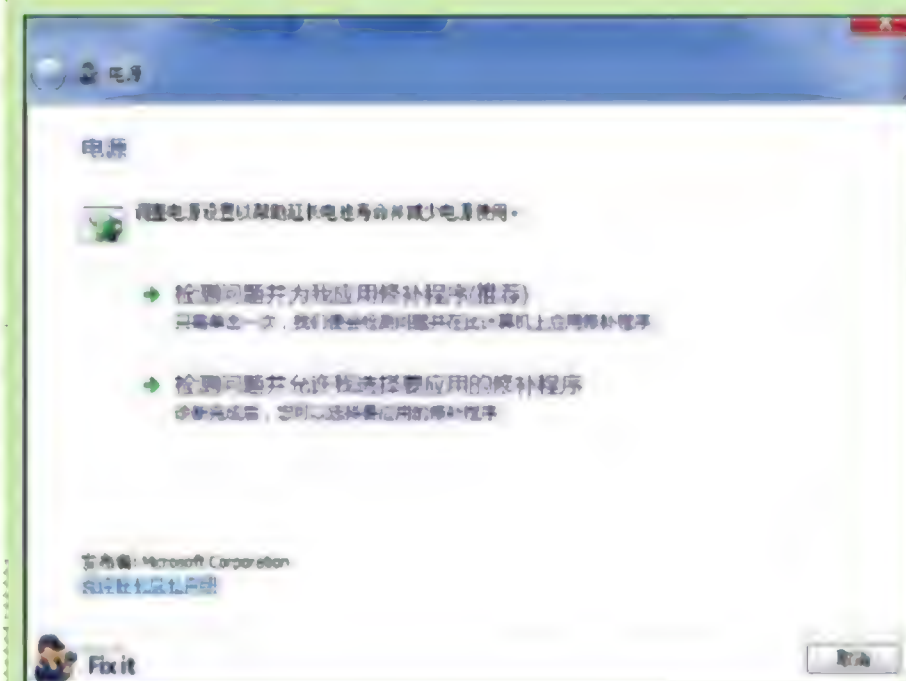 电源
电源
调整电源设置以帮助延长电池寿命并减少电源使用。
检测问题并为我应用修补程序(推荐)
只需单击一次，我们便会检测问题并在此计算机上应用修补程序
检测问题并允许我选择要应用的修补程序
诊断完成后，您可以选择要应用的修补程序
发布者: Microsoft Corporation
Fix it
取消